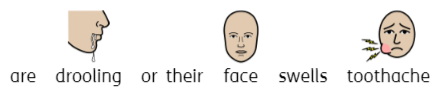 are drooling or their face swells toothache